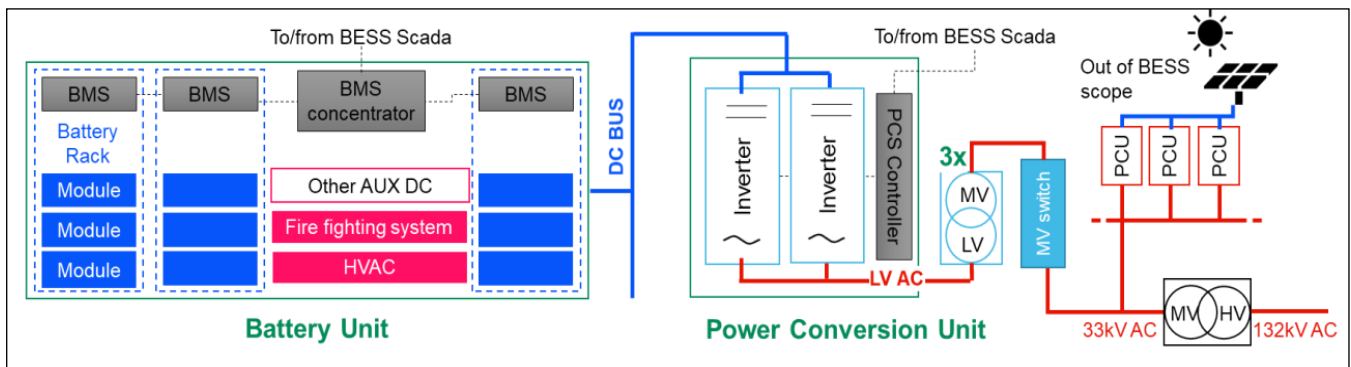 To/from BESS Scada
BMS
BMS
BMS
concentrator
BMS
Battery
Rack
Module
Module
Module
Other AUX DC
Fire fighting system
HVAC
Battery Unit
DC BUS
To/from BESS Scada
Inverter
Inverter
PCS Controller
LV AC
Power Conversion Unit
3x
MV
LV
MV switch
Out of BESS
scope
PCU
PCU
PCU
33kV AC
MV
HV
132kV AC